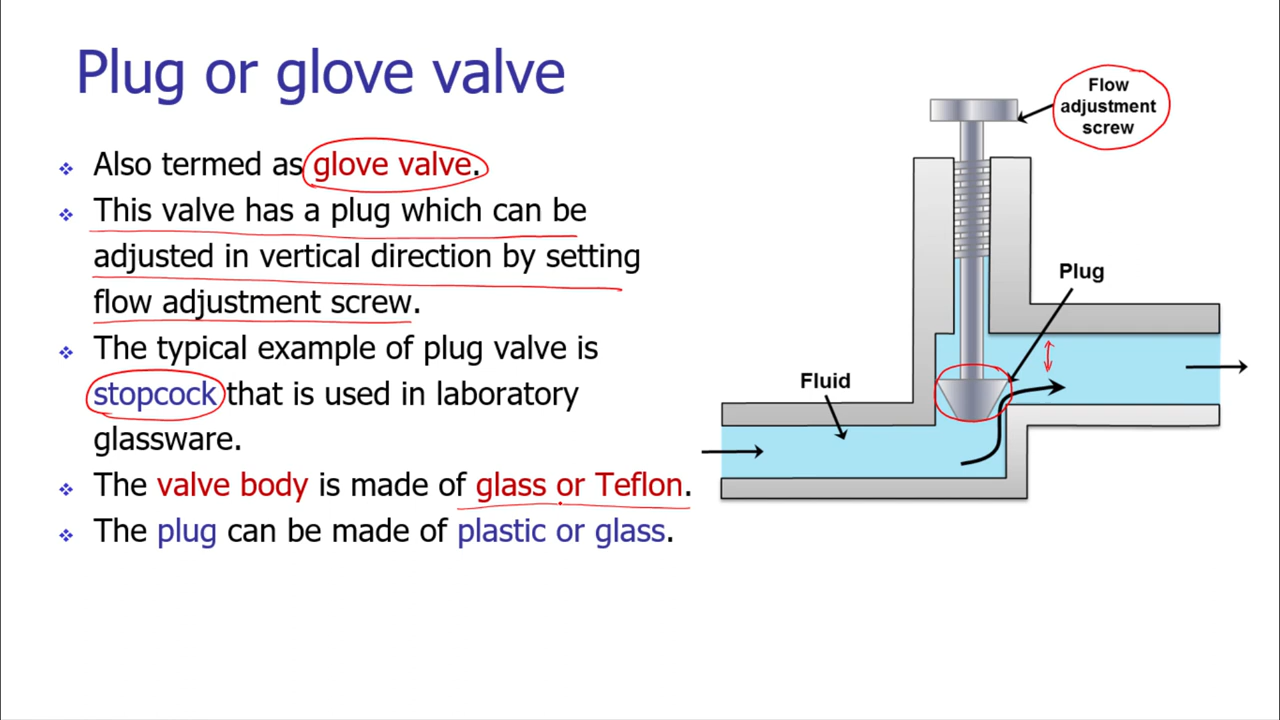 Plug or glove valve
Also termed as glove valve.
This valve has a plug which can be
adjusted in vertical direction by setting
flow adjustment screw.
The typical example of plug valve is
stopcock that is used in laboratory
glassware.
The valve body is made of glass or Teflon.
The plug can be made of plastic or glass.
Flow
adjustment
screw
Plug
Fluid